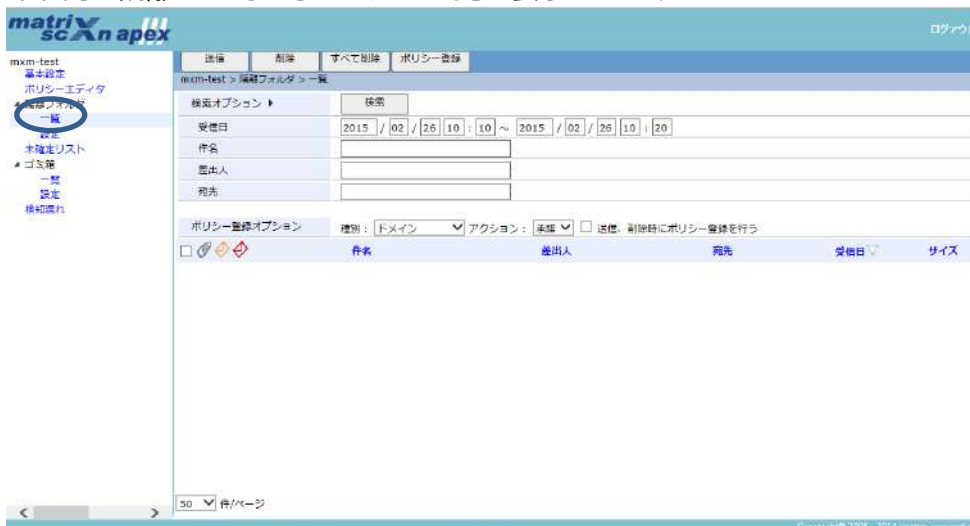 matri
scan apex
ログアウ
mxm-test
基本設定
ポリシーエディタ
隔離フォルダ
一覧
設定
未確定リスト
ゴミ箱
一覧
設定
検知漏れ
送信 削除 すべて削除 ポリシー登録
mxm-test > 隔離フォルダ > 一覧
検索オプション 検索
受信日 2015 / 02 / 26 10 : 10 ～ 2015 / 02 / 26 10 : 20
件名
差出人
宛先
ポリシー登録オプション 種別： ドメイン アクション： 承認 送信、削除時にポリシー登録を行う
件名 差出人 宛先 受信日▽ サイズ
50 件/ページ